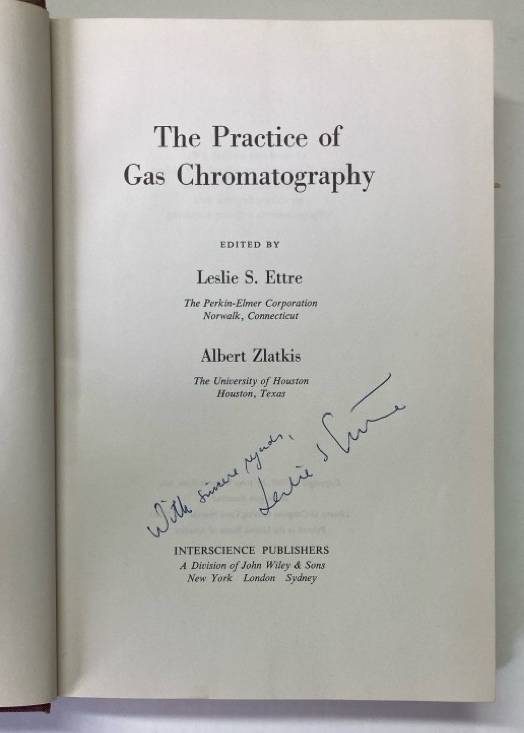 The Practice of
Gas Chromatography
EDITED BY
Leslie S. Ettre
The Perkin-Elmer Corporation
Norwalk, Connecticut
Albert Zlatkis
The University of Houston
Houston, Texas
With sincere regards,
Leslie S Ettre
INTERSCIENCE PUBLISHERS
A Division of John Wiley & Sons
New York London Sydney